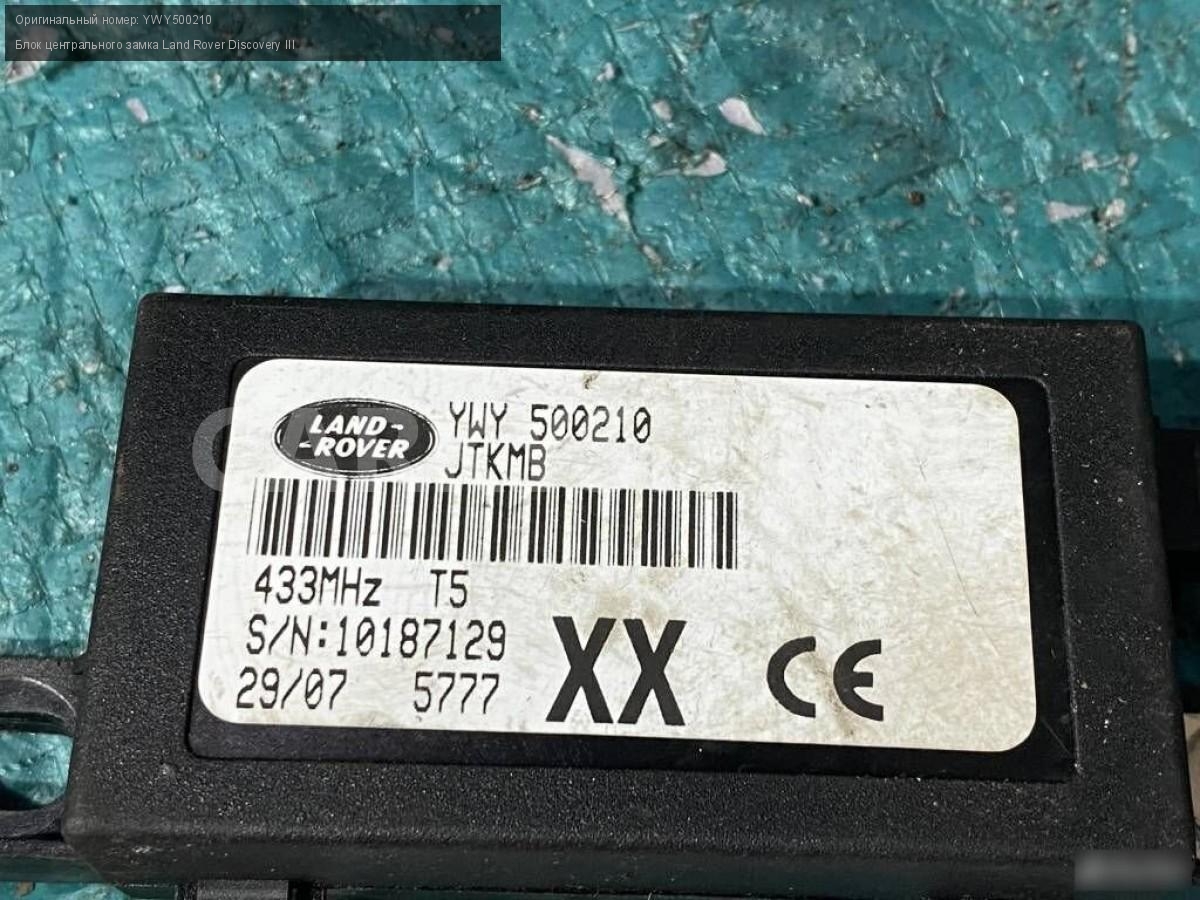 Оригинальный номер: YWY500210
Блок центрального замка Land Rover Discovery III
LAND-
-ROVER
YWY 500210
JTKMB
433MHz T5
S/N:10187129
29/07 5777
XX CE